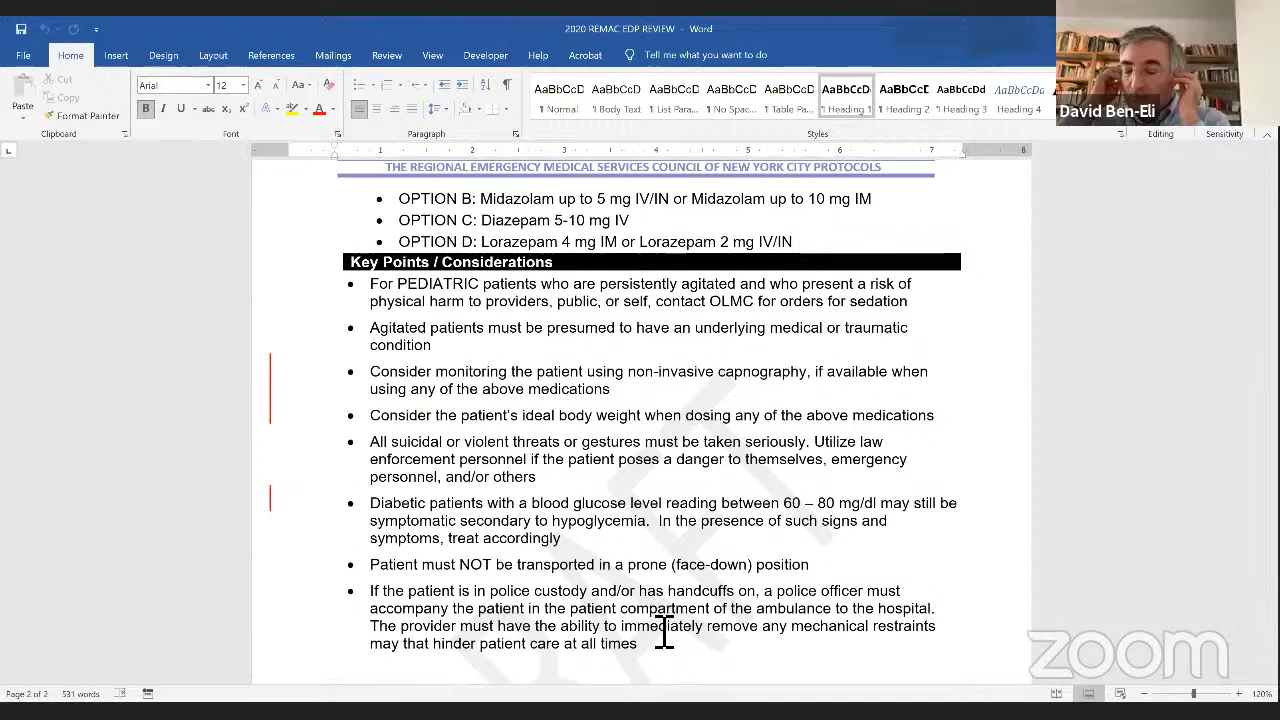 2020 REMAC EDP REVIEW - Word
File Home Insert Design Layout References Mailings Review View Developer Help Acrobat Tell me what you want to do
Cut
Copy
Format Painter
Paste
Clipboard
Arial 12
Font
Paragraph
AaBbCcD AaBbCcD AaBbCcD AaBbCcD AaBbCcD AaBbCcD AaBbCcD AaBbCcDd AaBbCcDd
¶ Normal ¶ Body Text ¶ List Para... ¶ No Spac... ¶ Table Pa... ¶ Heading 1 ¶ Heading 2 ¶ Heading 3 ¶ Heading 4
Styles
Editing
Sensitivity
David Ben-Eli
1 2 3 4 5 6 7 8
THE REGIONAL EMERGENCY MEDICAL SERVICES COUNCIL OF NEW YORK CITY PROTOCOLS
• OPTION B: Midazolam up to 5 mg IV/IN or Midazolam up to 10 mg IM
• OPTION C: Diazepam 5-10 mg IV
• OPTION D: Lorazepam 4 mg IM or Lorazepam 2 mg IV/IN
Key Points / Considerations
• For PEDIATRIC patients who are persistently agitated and who present a risk of
physical harm to providers, public, or self, contact OLMC for orders for sedation
• Agitated patients must be presumed to have an underlying medical or traumatic
condition
• Consider monitoring the patient using non-invasive capnography, if available when
using any of the above medications
• Consider the patient's ideal body weight when dosing any of the above medications
• All suicidal or violent threats or gestures must be taken seriously. Utilize law
enforcement personnel if the patient poses a danger to themselves, emergency
personnel, and/or others
• Diabetic patients with a blood glucose level reading between 60 – 80 mg/dl may still be
symptomatic secondary to hypoglycemia. In the presence of such signs and
symptoms, treat accordingly
• Patient must NOT be transported in a prone (face-down) position
• If the patient is in police custody and/or has handcuffs on, a police officer must
accompany the patient in the patient compartment of the ambulance to the hospital.
The provider must have the ability to immediately remove any mechanical restraints
may that hinder patient care at all times
zoom
Page 2 of 2 531 words 120%